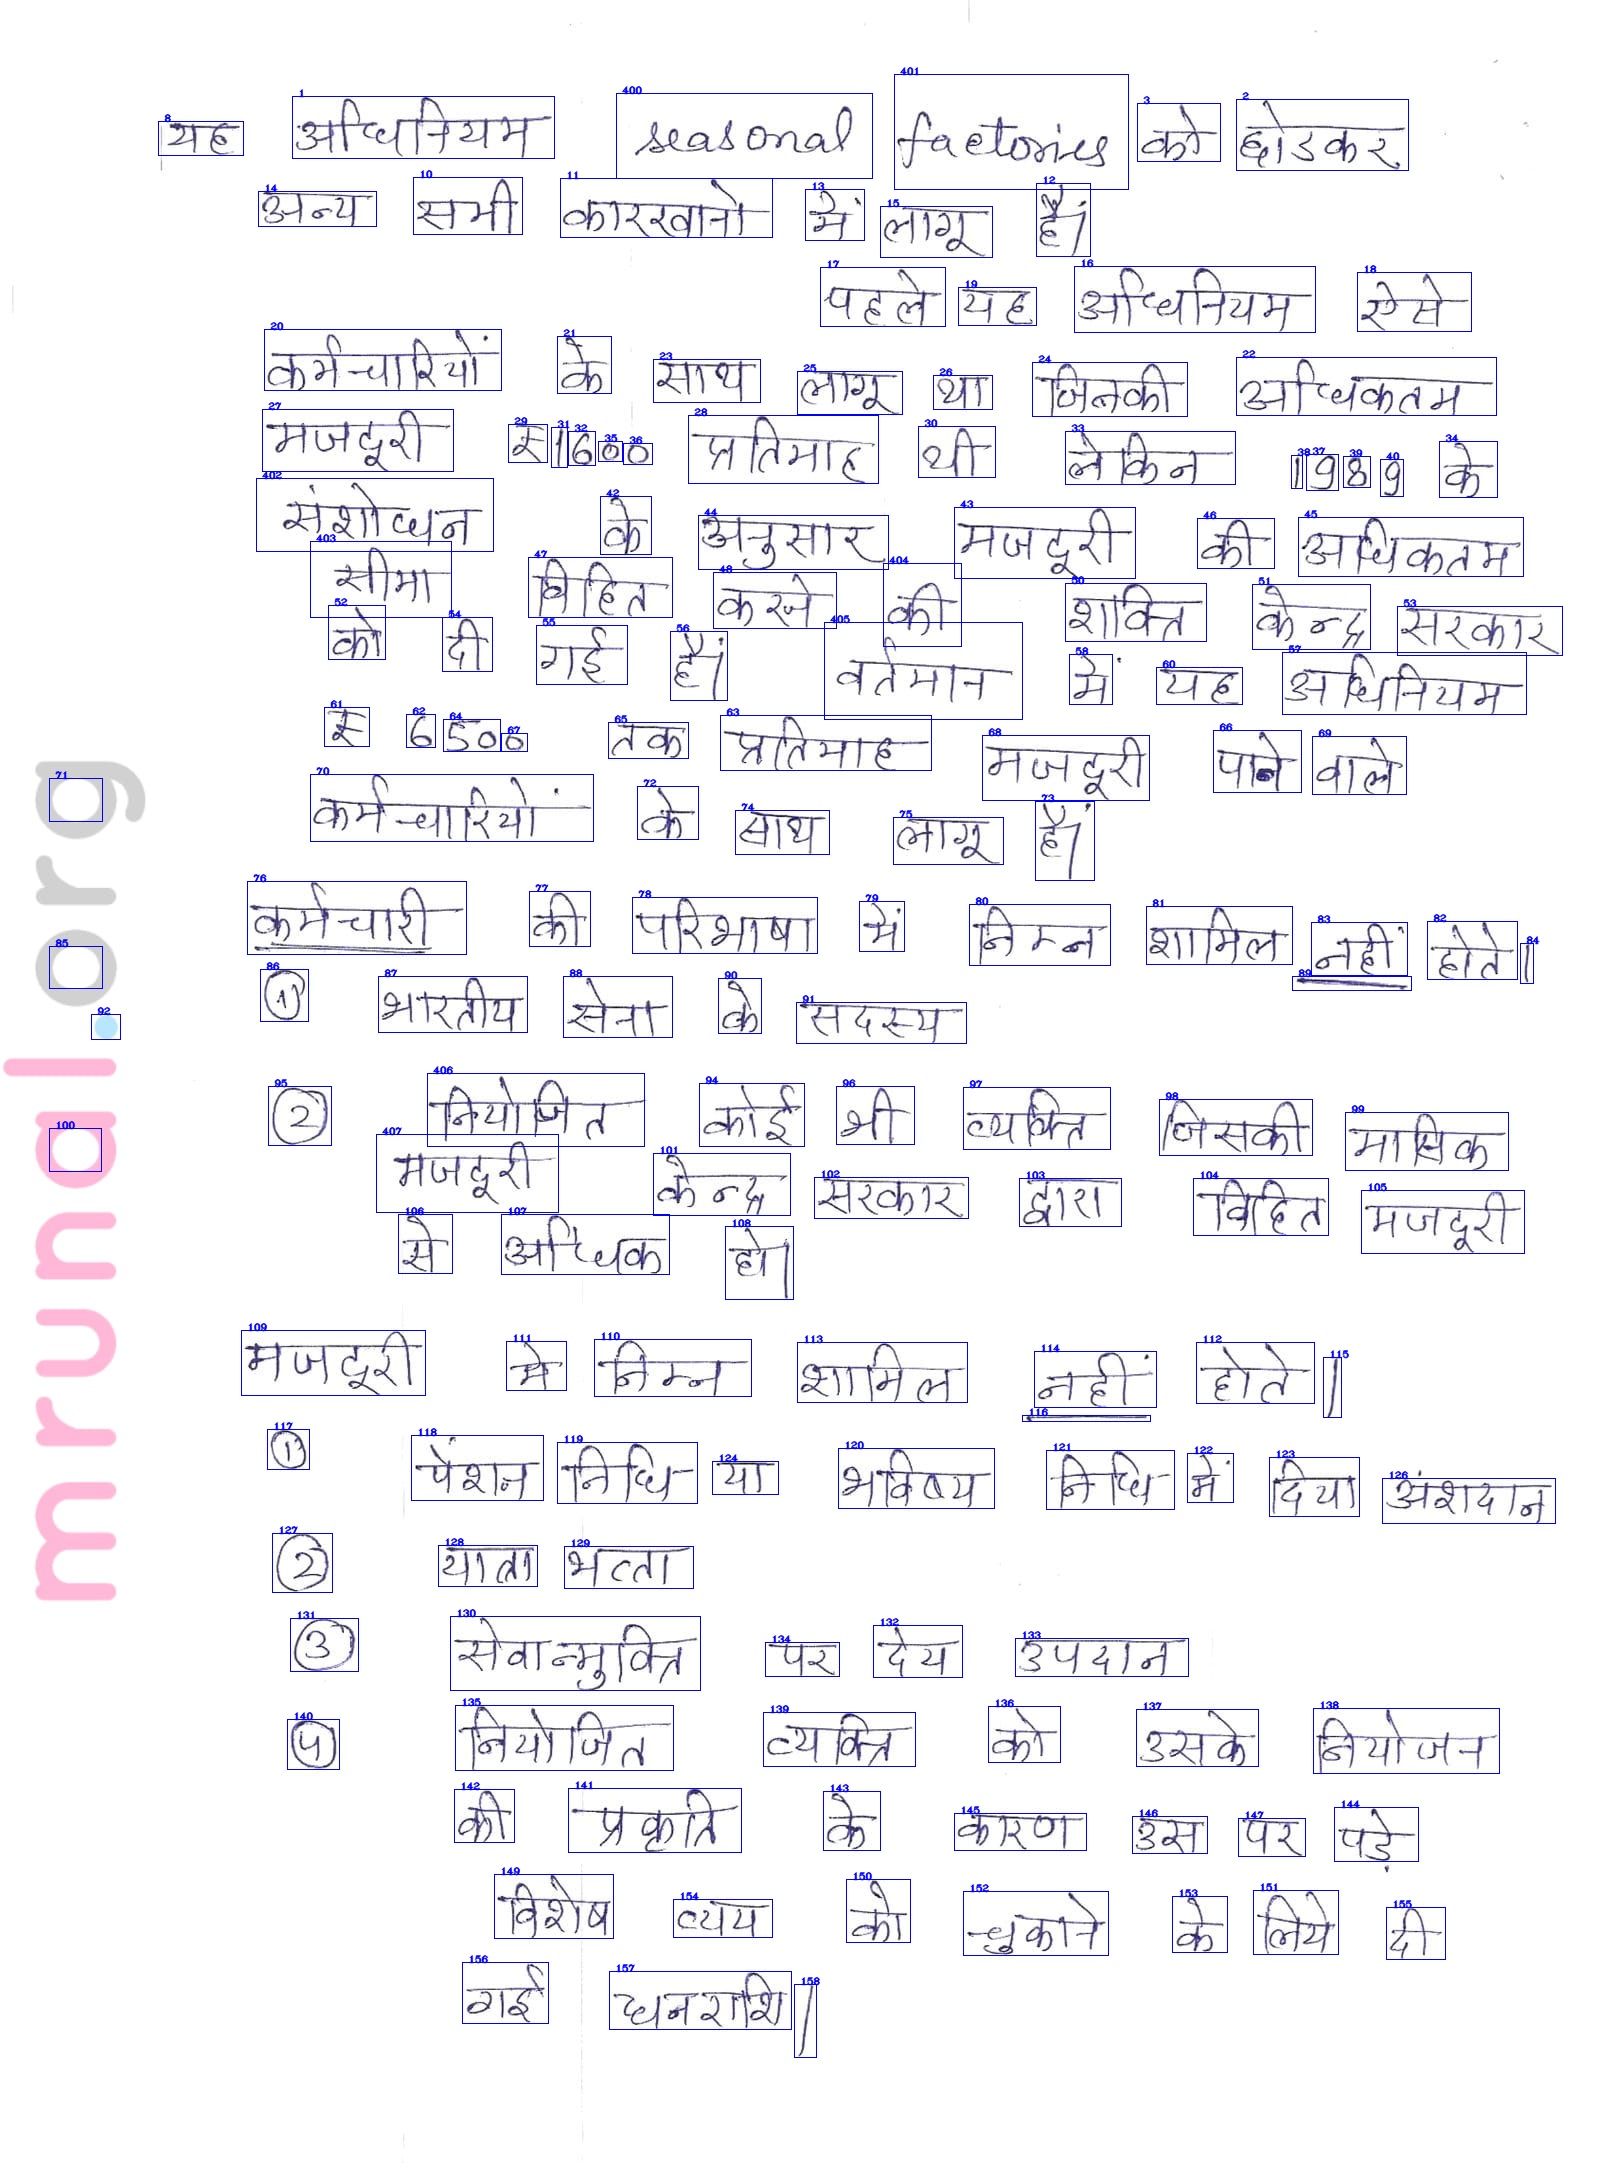 यह अधिनियम seasonal factories को छोडकर
अन्य सभी कारखानो में लागू हैं।
पहले यह अधिनियम ऐसे
कर्मचारियों के साथ लागू था जिनकी अधिकतम
मजदूरी रु 1600 प्रतिमाह थी लेकिन 1989 के
संशोधन के अनुसार मजदूरी की अधिकतम
सीमा विहित करने की शक्ति केन्द्र सरकार
को दी गई हैं। वर्तमान में यह अधिनियम
रु 6500 तक प्रतिमाह मजदूरी पाने वाले
कर्मचारियों के साथ लागू हैं।
कर्मचारी की परिभाषा में निम्न शामिल नहीं होते।
① भारतीय सेना के सदस्य
② नियोजित कोई भी व्यक्ति जिसकी मासिक
मजदूरी केन्द्र सरकार द्वारा विहित मजदूरी
से अधिक हो।
मजदूरी मे निम्न शामिल नहीं होते।
① पेंशन निधि या भविष्य निधि में दिया अंशदान
② यात्रा भत्ता
③ सेवान्मुक्ति पर देय उपदान
④ नियोजित व्यक्ति को उसके नियोजन
की प्रकृति के कारण उस पर पड़े
विशेष व्यय को चुकाने के लिये दी
गई धनराशि।
mrunal.org